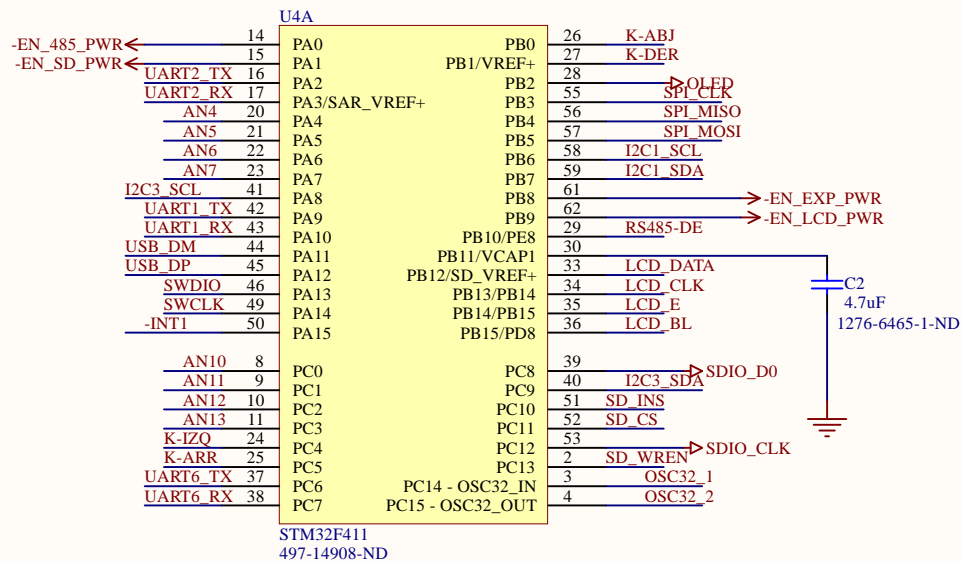 U4A
-EN_485_PWR 14 PA0 PB0 26 K-ABJ
-EN_SD_PWR 15 PA1 PB1/VREF+ 27 K-DER
UART2_TX 16 PA2 PB2 28 OLED
UART2_RX 17 PA3/SAR_VREF+ PB3 55 SPI_CLK
AN4 20 PA4 PB4 56 SPI_MISO
AN5 21 PA5 PB5 57 SPI_MOSI
AN6 22 PA6 PB6 58 I2C1_SCL
AN7 23 PA7 PB7 59 I2C1_SDA
I2C3_SCL 41 PA8 PB8 61 -EN_EXP_PWR
UART1_TX 42 PA9 PB9 62 -EN_LCD_PWR
UART1_RX 43 PA10 PB10/PE8 29 RS485-DE
USB_DM 44 PA11 PB11/VCAP1 30
USB_DP 45 PA12 PB12/SD_VREF+ 33 LCD_DATA
SWDIO 46 PA13 PB13/PB14 34 LCD_CLK
SWCLK 49 PA14 PB14/PB15 35 LCD_E
-INT1 50 PA15 PB15/PD8 36 LCD_BL
C2
4.7uF
1276-6465-1-ND
AN10 8 PC0 PC8 39 SDIO_D0
AN11 9 PC1 PC9 40 I2C3_SDA
AN12 10 PC2 PC10 51 SD_INS
AN13 11 PC3 PC11 52 SD_CS
K-IZQ 24 PC4 PC12 53 SDIO_CLK
K-ARR 25 PC5 PC13 2 SD_WREN
UART6_TX 37 PC6 PC14 - OSC32_IN 3 OSC32_1
UART6_RX 38 PC7 PC15 - OSC32_OUT 4 OSC32_2
STM32F411
497-14908-ND